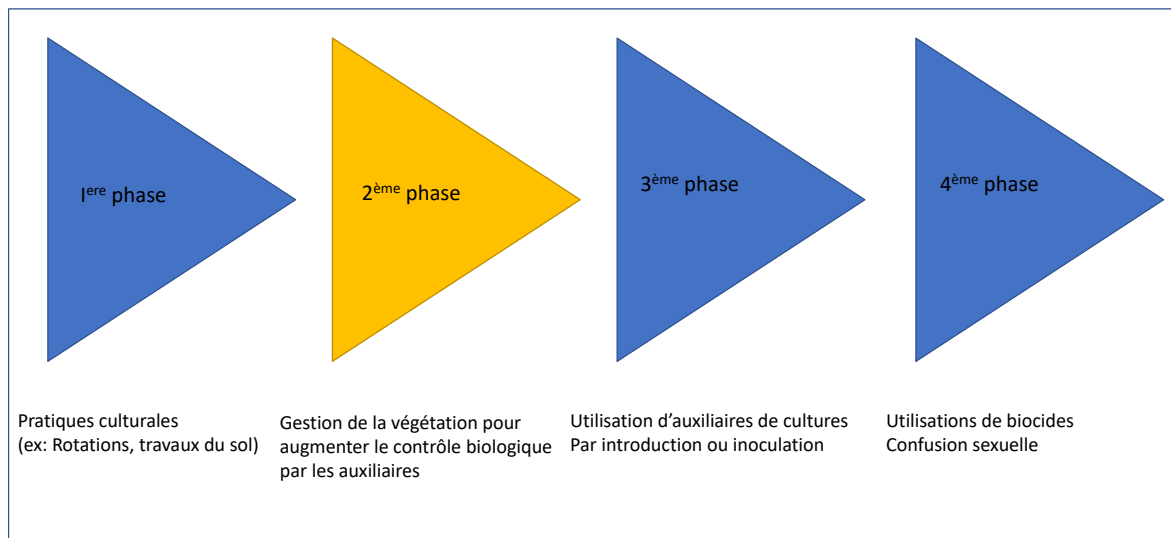 Iere phase
2ème phase
3ème phase
4ème phase
Pratiques culturales
(ex: Rotations, travaux du sol)
Gestion de la végétation pour
augmenter le contrôle biologique
par les auxiliaires
Utilisation d’auxiliaires de cultures
Par introduction ou inoculation
Utilisations de biocides
Confusion sexuelle